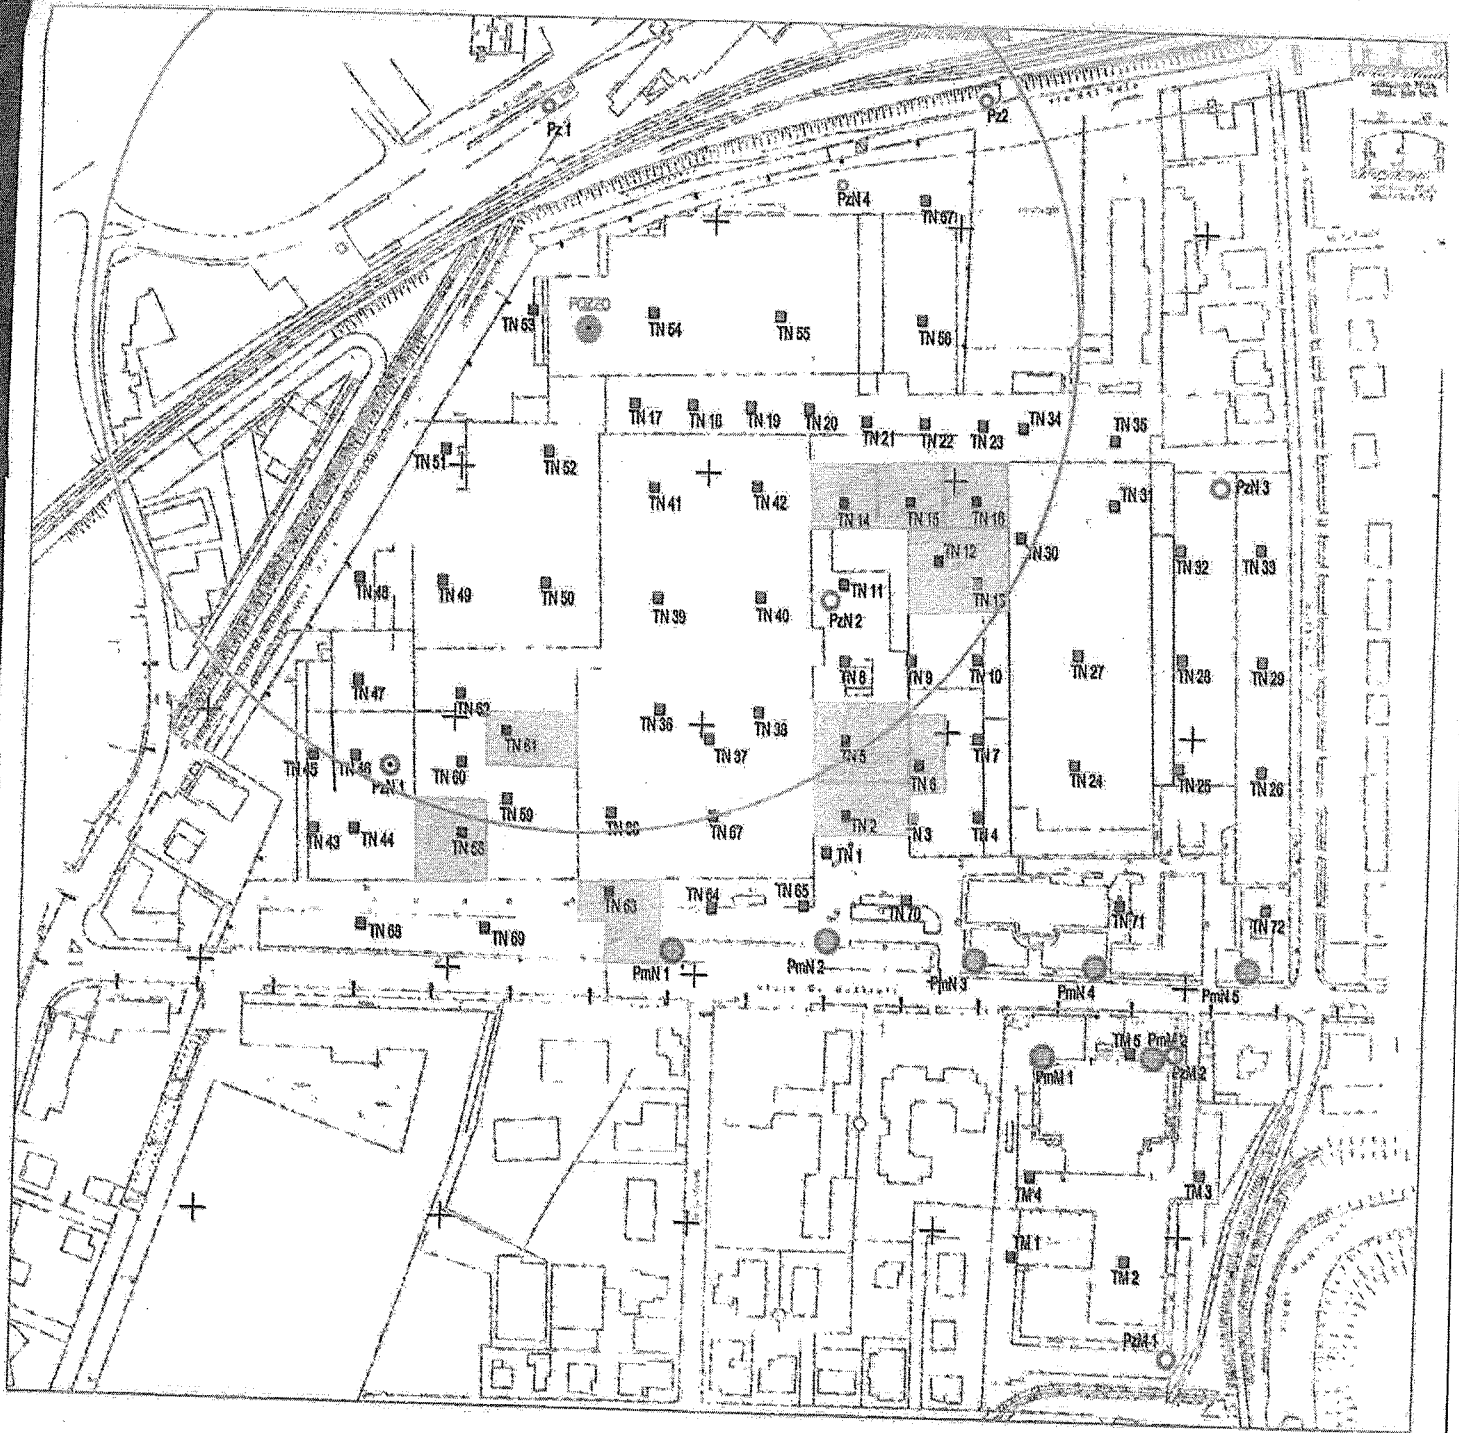 Pz1
Pz2
PzN 4
TN 67
POZZO
TN 53
TN 54
TN 55
TN 56
TN 17
TN 18
TN 19
TN 20
TN 21
TN 22
TN 23
TN 34
TN 35
TN 51
TN 52
TN 41
TN 42
TN 14
TN 15
TN 16
TN 31
PzN 3
TN 12
TN 30
TN 32
TN 33
TN 48
TN 49
TN 50
TN 39
TN 40
TN 11
PzN 2
TN 13
TN 47
TN 62
TN 8
TN 9
TN 10
TN 27
TN 28
TN 29
TN 36
TN 38
TN 37
TN 61
TN 5
TN 7
TN 45
TN 46
PzN 1
TN 60
TN 6
TN 24
TN 25
TN 26
TN 59
TN 43
TN 44
TN 67
TN 2
TN 3
TN 4
TN 1
TN 63
TN 64
TN 65
TN 70
TN 71
TN 72
TN 68
TN 69
PmN 1
PmN 2
PmN 3
PmN 4
PmN 5
TM 5
PmM 2
PmM 1
PzM 2
TM 4
TM 3
TM 1
TM 2
PzM 1